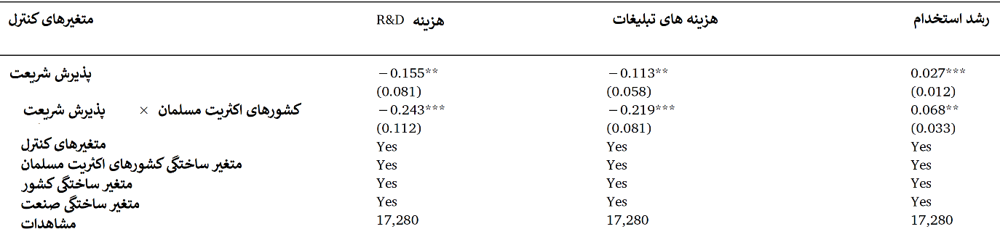 متغیرهای کنترل هزینه R&D هزینه های تبلیغات رشد استخدام
پذیرش شریعت −0.155** −0.113** 0.027***
(0.081) (0.058) (0.012)
پذیرش شریعت × کشورهای اکثریت مسلمان −0.243*** −0.219*** 0.068**
(0.112) (0.081) (0.033)
متغیرهای کنترل Yes Yes Yes
متغیر ساختگی کشورهای اکثریت مسلمان Yes Yes Yes
متغیر ساختگی کشور Yes Yes Yes
متغیر ساختگی صنعت Yes Yes Yes
مشاهدات 17,280 17,280 17,280